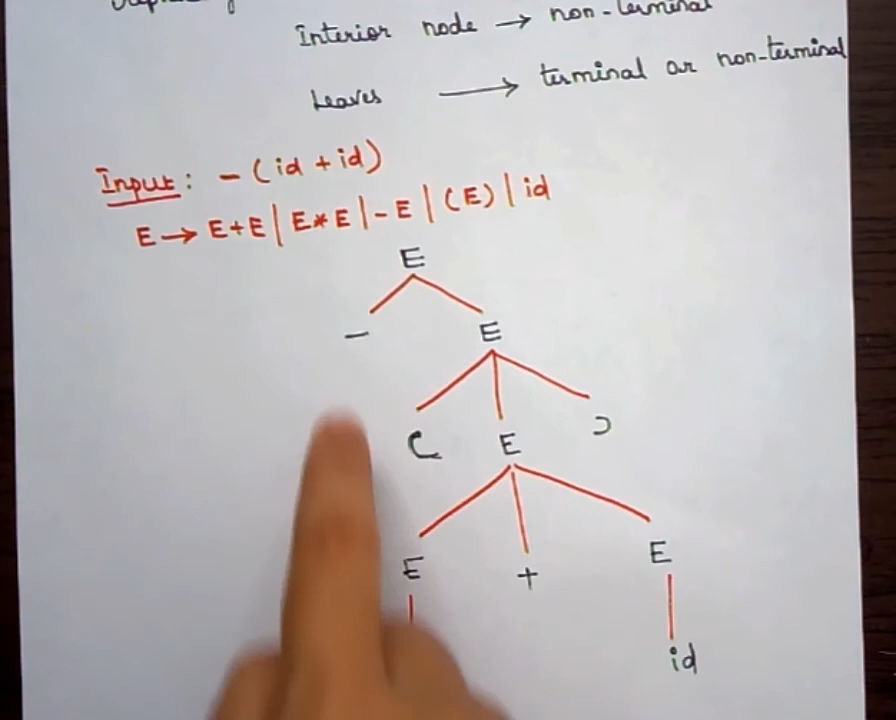 Interior node → non-terminal
Leaves → terminal or non-terminal
Input: - (id + id)
E → E+E | E*E | -E | (E) | id
E
- E
( E )
E + E
id